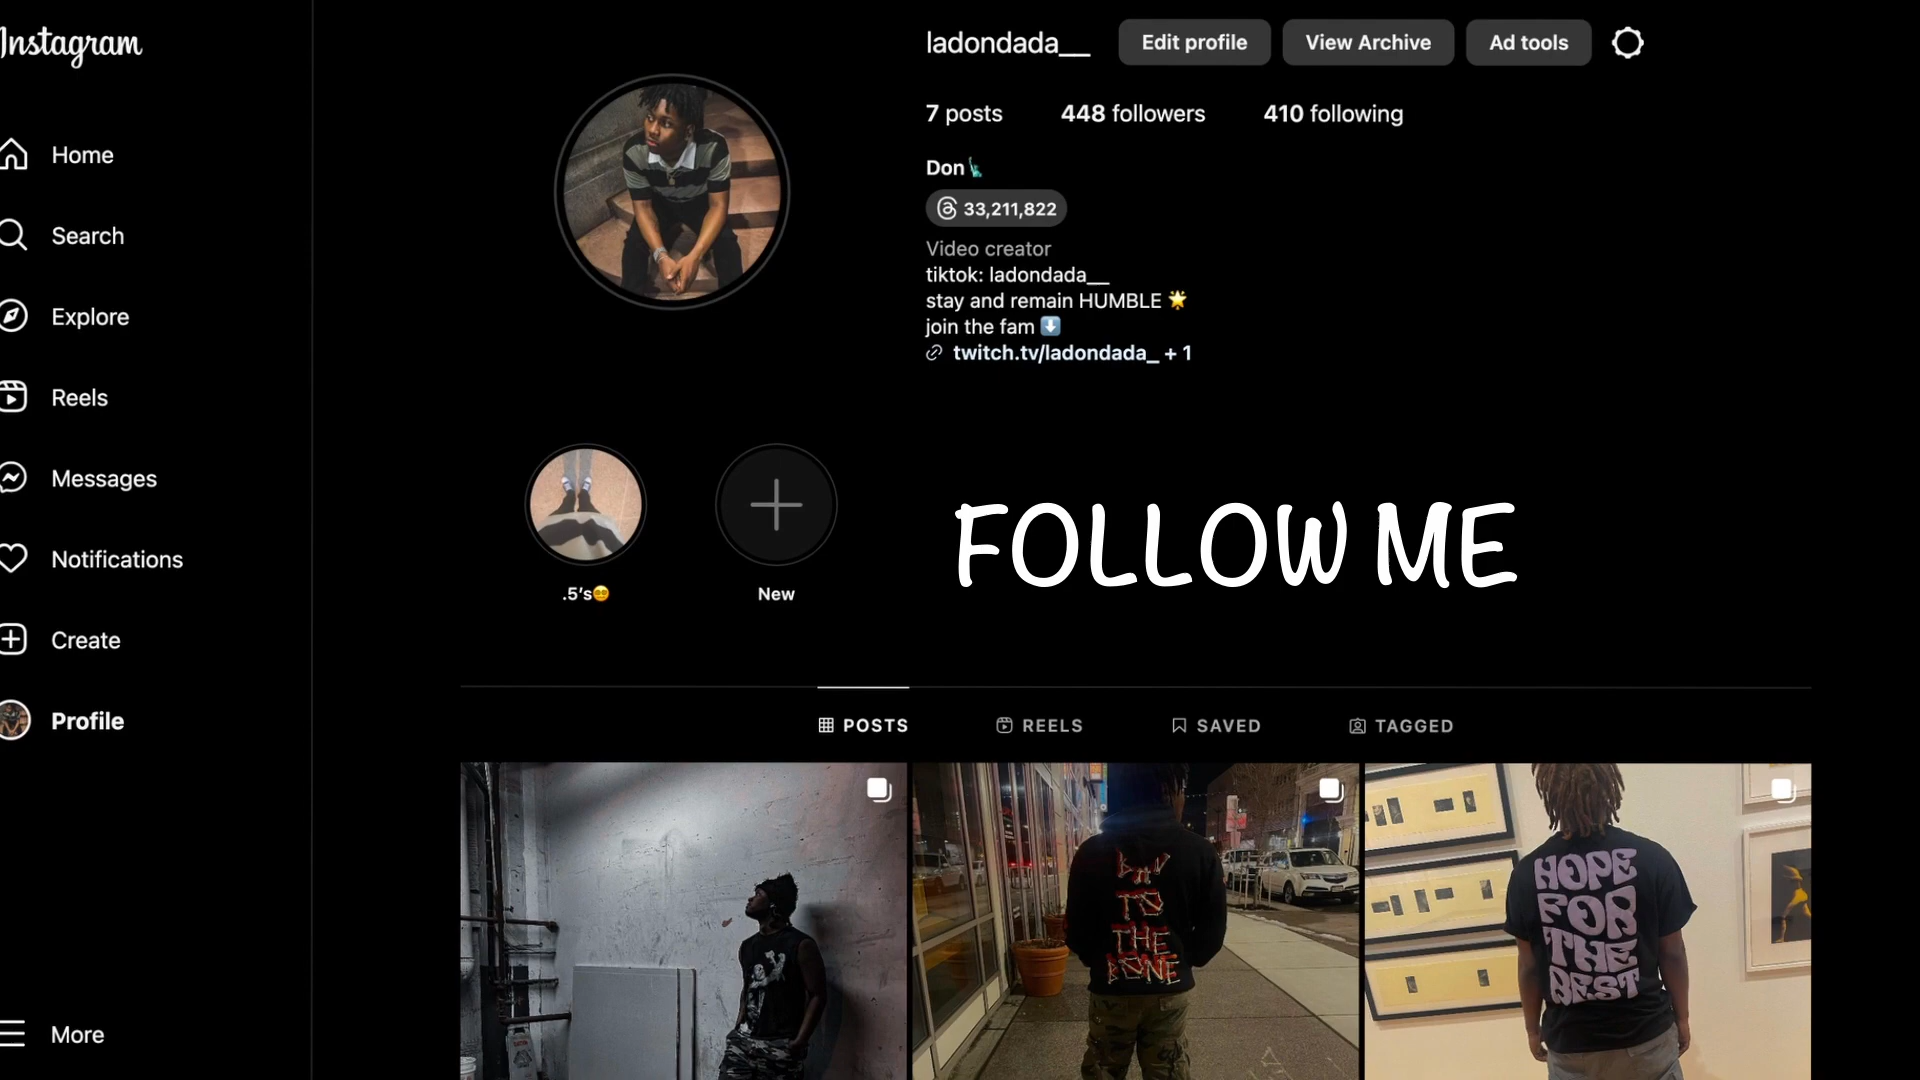 Instagram
Home
Search
Explore
Reels
Messages
Notifications
Create
Profile
More
ladondada__
Edit profile
View Archive
Ad tools
7 posts
448 followers
410 following
Don🗽
33,211,822
Video creator
tiktok: ladondada__
stay and remain HUMBLE 🌟
join the fam ⬇️
twitch.tv/ladondada_ + 1
.5's😵‍💫
New
FOLLOW ME
POSTS
REELS
SAVED
TAGGED
BAD
TO
THE
BONE
HOPE
FOR
THE
BEST